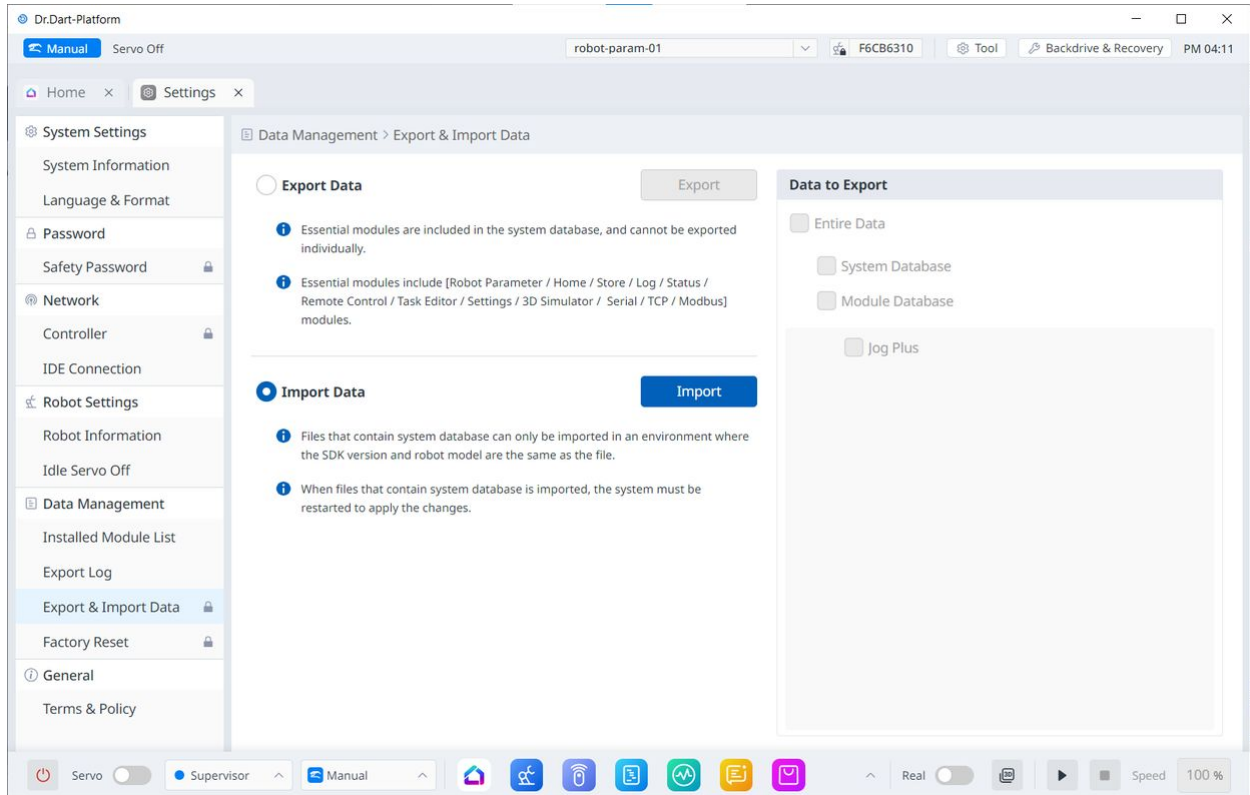 Dr.Dart-Platform
Manual Servo Off robot-param-01 F6CB6310 Tool Backdrive & Recovery PM 04:11
Home Settings
System Settings
System Information
Language & Format
Password
Safety Password
Network
Controller
IDE Connection
Robot Settings
Robot Information
Idle Servo Off
Data Management
Installed Module List
Export Log
Export & Import Data
Factory Reset
General
Terms & Policy
Data Management > Export & Import Data
Export Data Export
Essential modules are included in the system database, and cannot be exported
individually.
Essential modules include [Robot Parameter / Home / Store / Log / Status /
Remote Control / Task Editor / Settings / 3D Simulator / Serial / TCP / Modbus]
modules.
Import Data Import
Files that contain system database can only be imported in an environment where
the SDK version and robot model are the same as the file.
When files that contain system database is imported, the system must be
restarted to apply the changes.
Data to Export
Entire Data
System Database
Module Database
Jog Plus
Servo Supervisor Manual Real 3D Speed 100 %